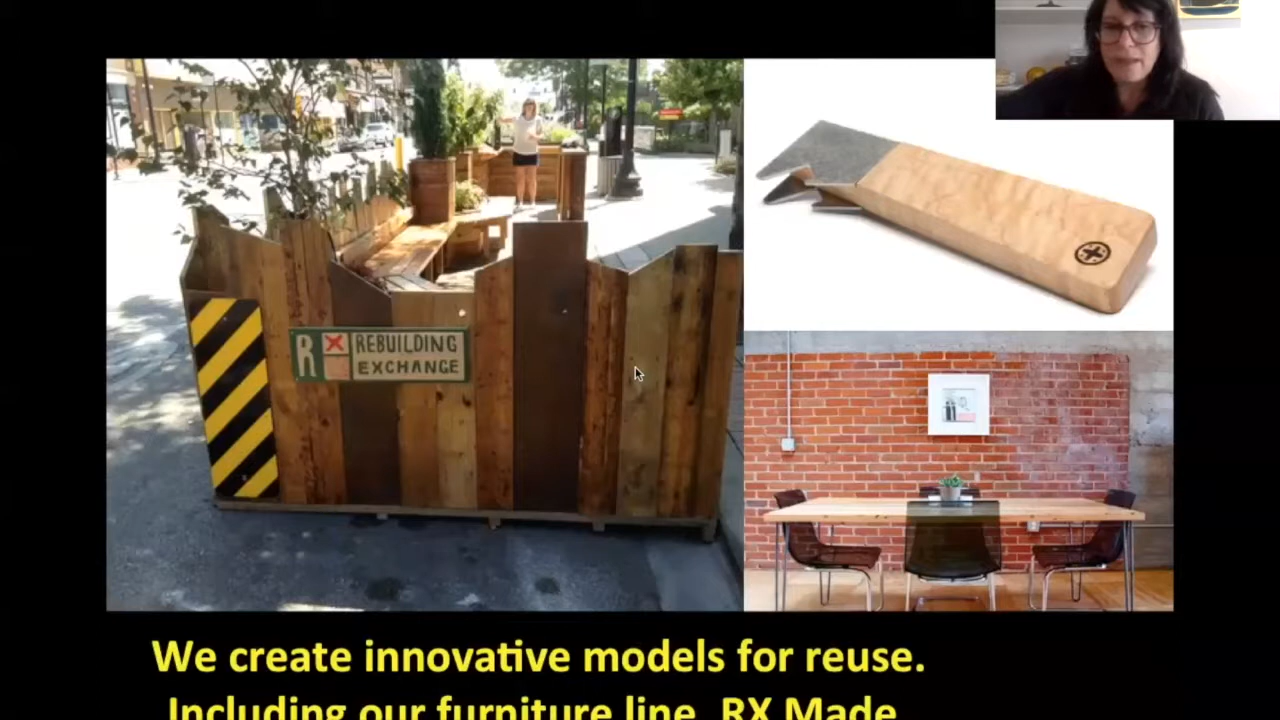 R REBUILDING
EXCHANGE
We create innovative models for reuse.
Including our furniture line, RX Made